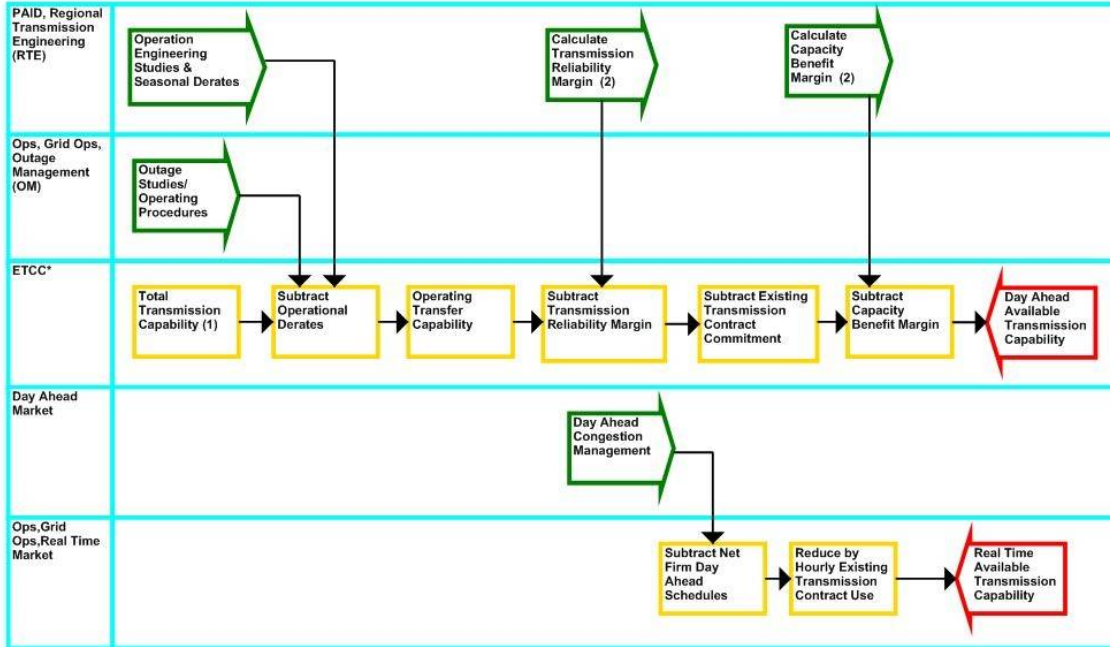 PAID, Regional
Transmission
Engineering
(RTE)
Operation
Engineering
Studies &
Seasonal Derates
Calculate
Transmission
Reliability
Margin (2)
Calculate
Capacity
Benefit
Margin (2)
Ops, Grid Ops,
Outage
Management
(OM)
Outage
Studies/
Operating
Procedures
ETCC*
Total
Transmission
Capability (1)
Subtract
Operational
Derates
Operating
Transfer
Capability
Subtract
Transmission
Reliability Margin
Subtract Existing
Transmission
Contract
Commitment
Subtract
Capacity
Benefit Margin
Day Ahead
Available
Transmission
Capability
Day Ahead
Market
Day Ahead
Congestion
Management
Ops,Grid
Ops,Real Time
Market
Subtract Net
Firm Day
Ahead
Schedules
Reduce by
Hourly Existing
Transmission
Contract Use
Real Time
Available
Transmission
Capability